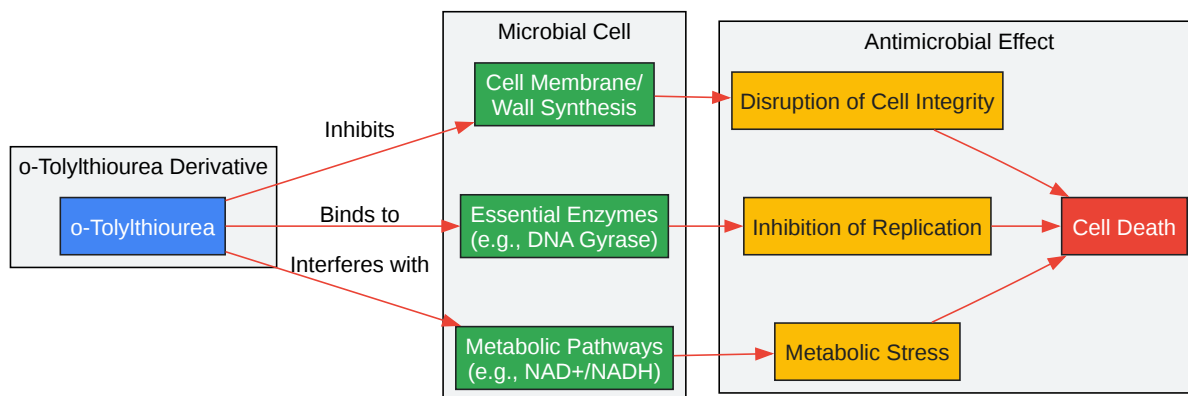 o-Tolylthiourea Derivative
o-Tolylthiourea
Inhibits
Binds to
Interferes with
Microbial Cell
Cell Membrane/
Wall Synthesis
Essential Enzymes
(e.g., DNA Gyrase)
Metabolic Pathways
(e.g., NAD+/NADH)
Antimicrobial Effect
Disruption of Cell Integrity
Inhibition of Replication
Metabolic Stress
Cell Death